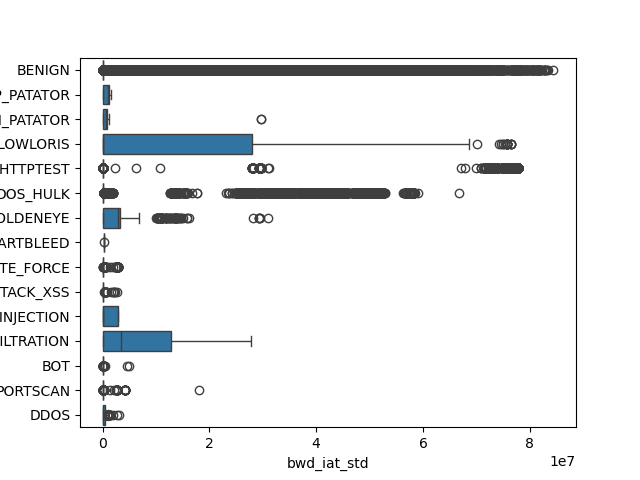 BENIGN
P_PATATOR
H_PATATOR
LOWLORIS
HTTPTEST
DOS_HULK
OLDENEYE
ARTBLEED
TE_FORCE
TACK_XSS
INJECTION
ILTRATION
BOT
PORTSCAN
DDOS
0 2 4 6 8
1e7
bwd_iat_std